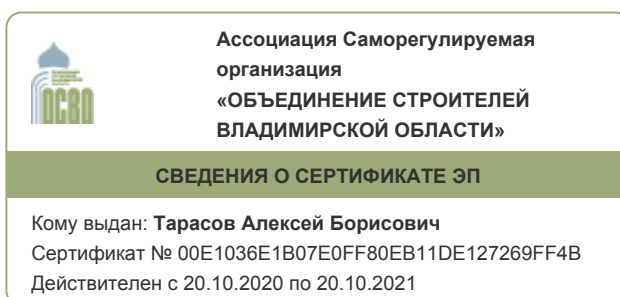 Ассоциация Саморегулируемая
организация
«ОБЪЕДИНЕНИЕ СТРОИТЕЛЕЙ
ВЛАДИМИРСКОЙ ОБЛАСТИ»
ОСВО
СВЕДЕНИЯ О СЕРТИФИКАТЕ ЭП
Кому выдан: Тарасов Алексей Борисович
Сертификат № 00E1036E1B07E0FF80EB11DE127269FF4B
Действителен с 20.10.2020 по 20.10.2021